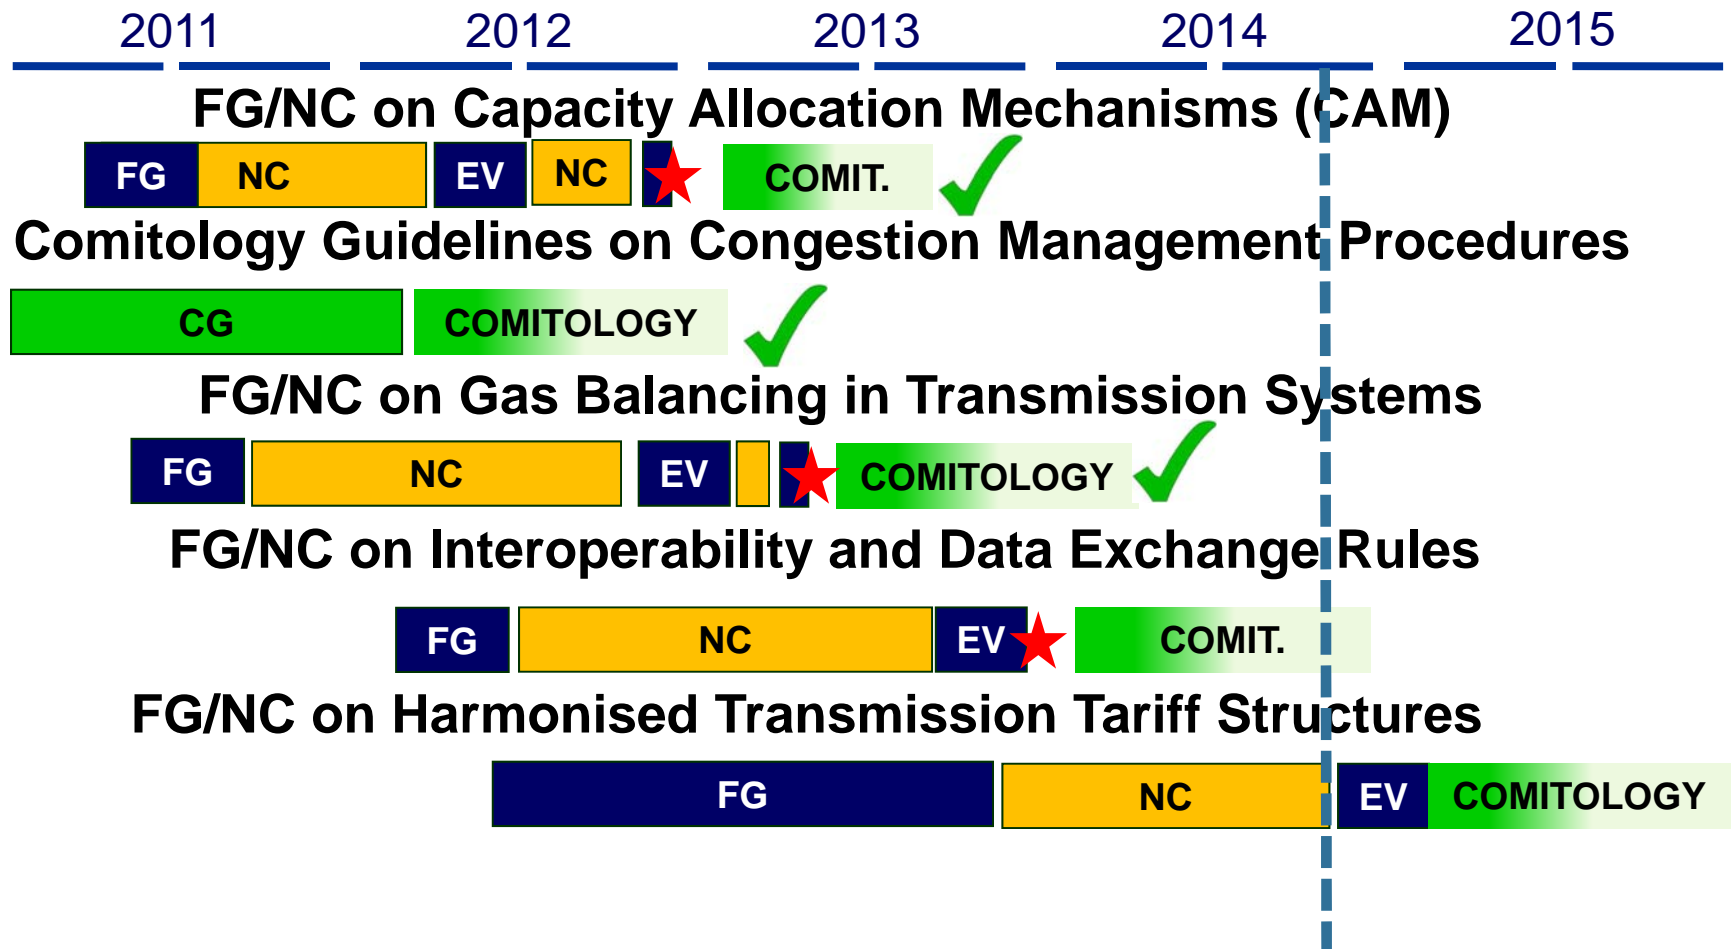 2011 2012 2013 2014 2015
FG/NC on Capacity Allocation Mechanisms (CAM)
FG NC EV NC COMIT.
Comitology Guidelines on Congestion Management Procedures
CG COMITOLOGY
FG/NC on Gas Balancing in Transmission Systems
FG NC EV COMITOLOGY
FG/NC on Interoperability and Data Exchange Rules
FG NC EV COMIT.
FG/NC on Harmonised Transmission Tariff Structures
FG NC EV COMITOLOGY